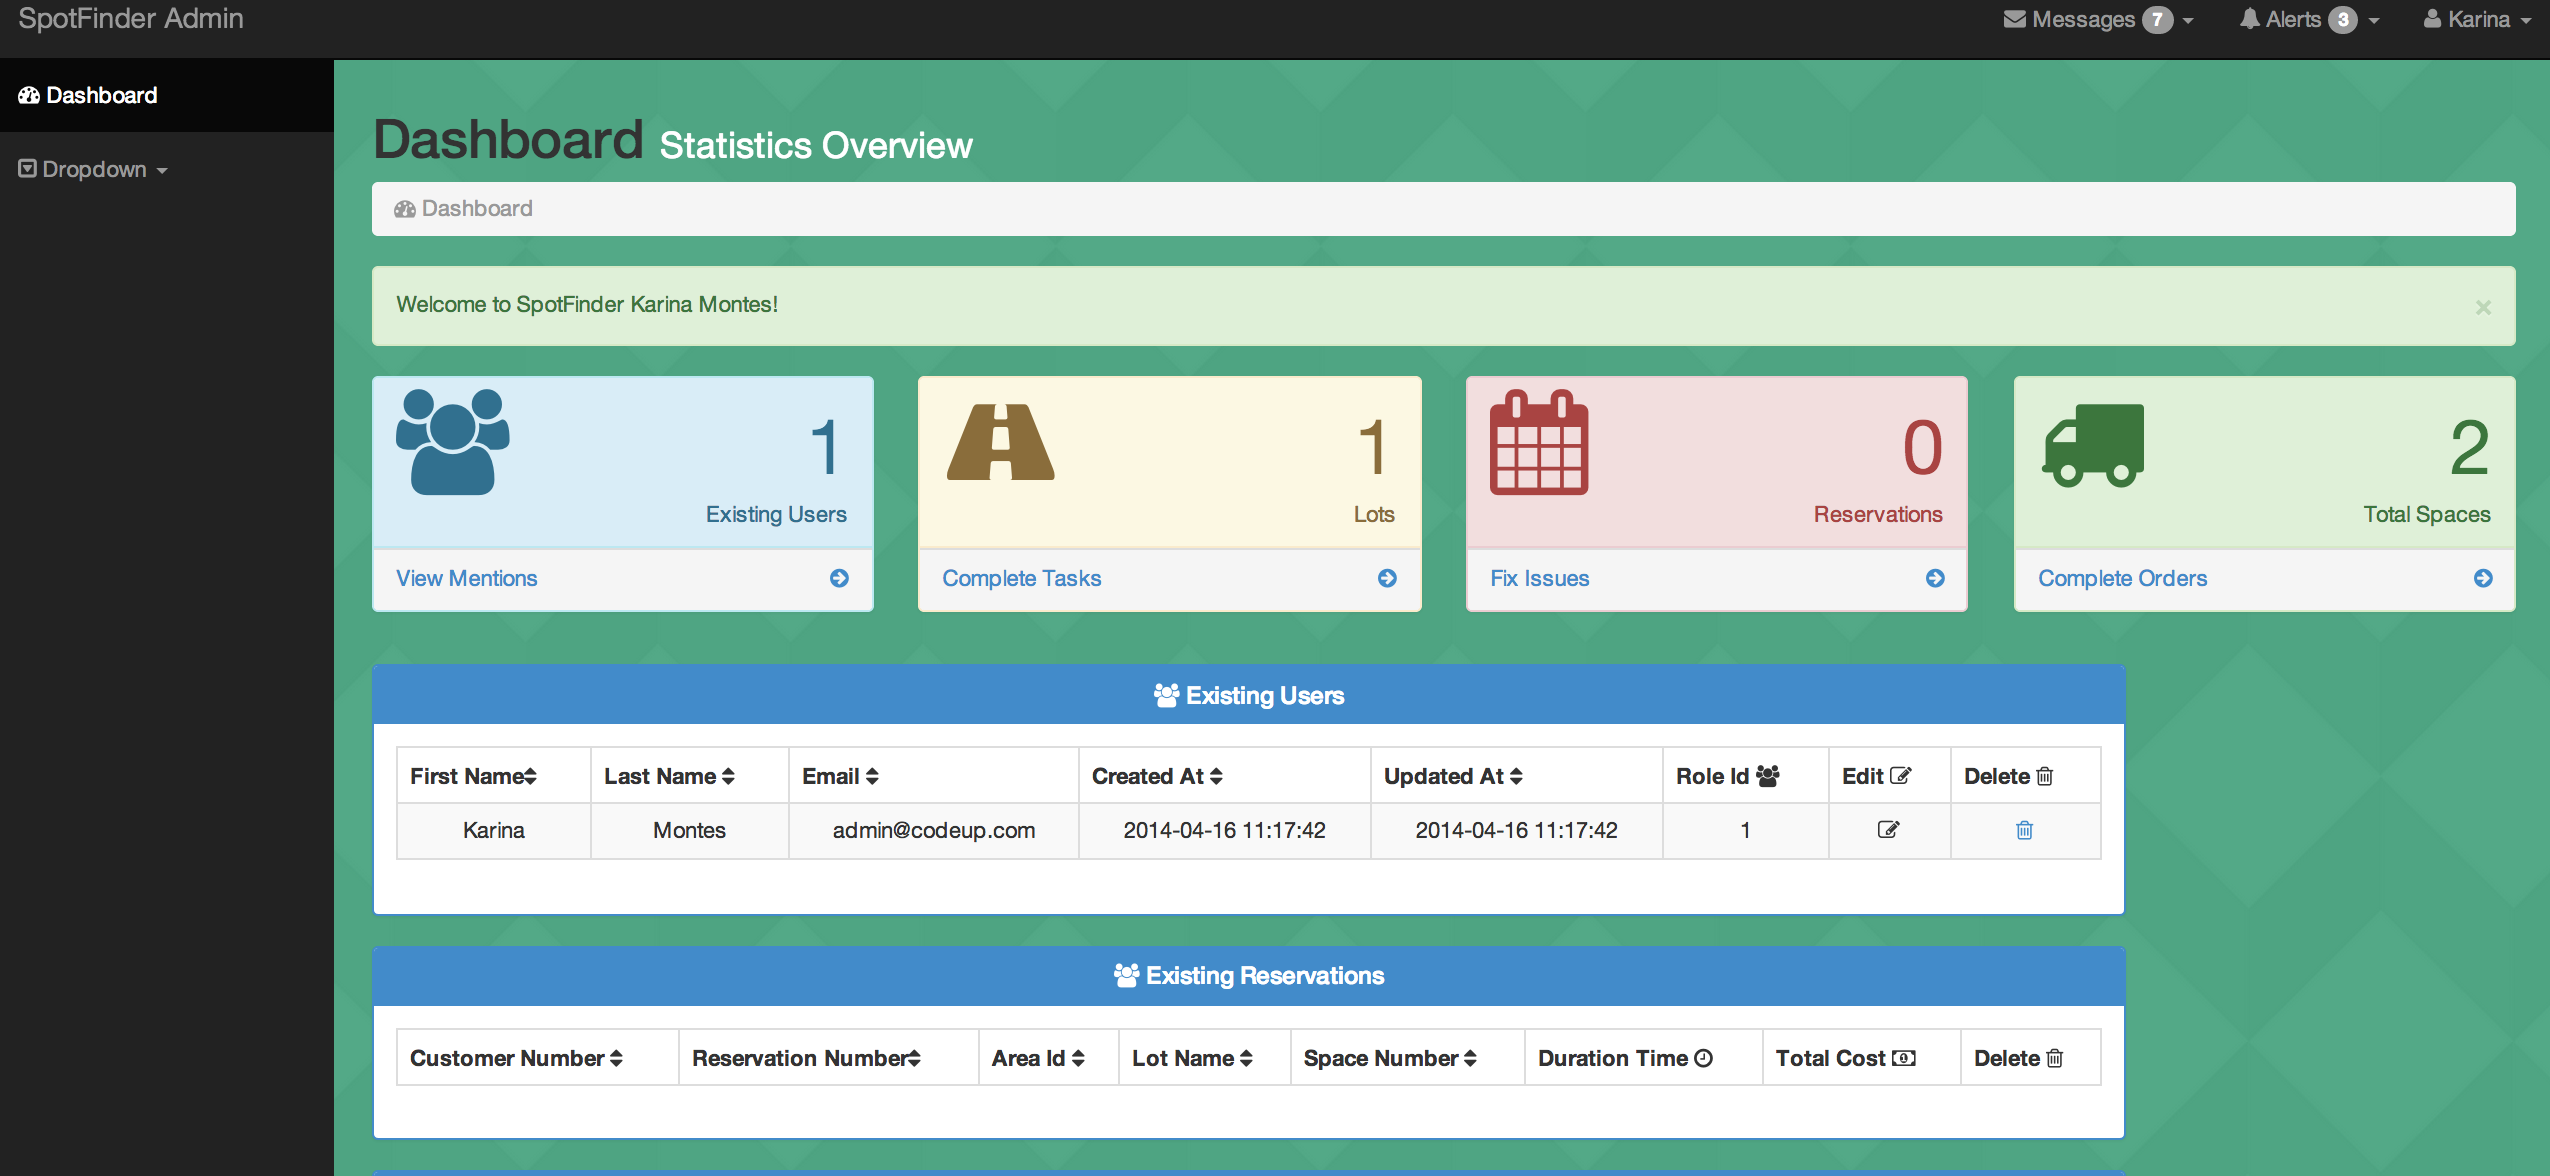 SpotFinder Admin
Messages 7
Alerts 3
Karina
Dashboard
Dropdown
Dashboard Statistics Overview
Dashboard
Welcome to SpotFinder Karina Montes!
×
1
Existing Users
View Mentions
1
Lots
Complete Tasks
0
Reservations
Fix Issues
2
Total Spaces
Complete Orders
Existing Users
First Name Last Name Email Created At Updated At Role Id Edit Delete
Karina Montes admin@codeup.com 2014-04-16 11:17:42 2014-04-16 11:17:42 1
Existing Reservations
Customer Number Reservation Number Area Id Lot Name Space Number Duration Time Total Cost Delete